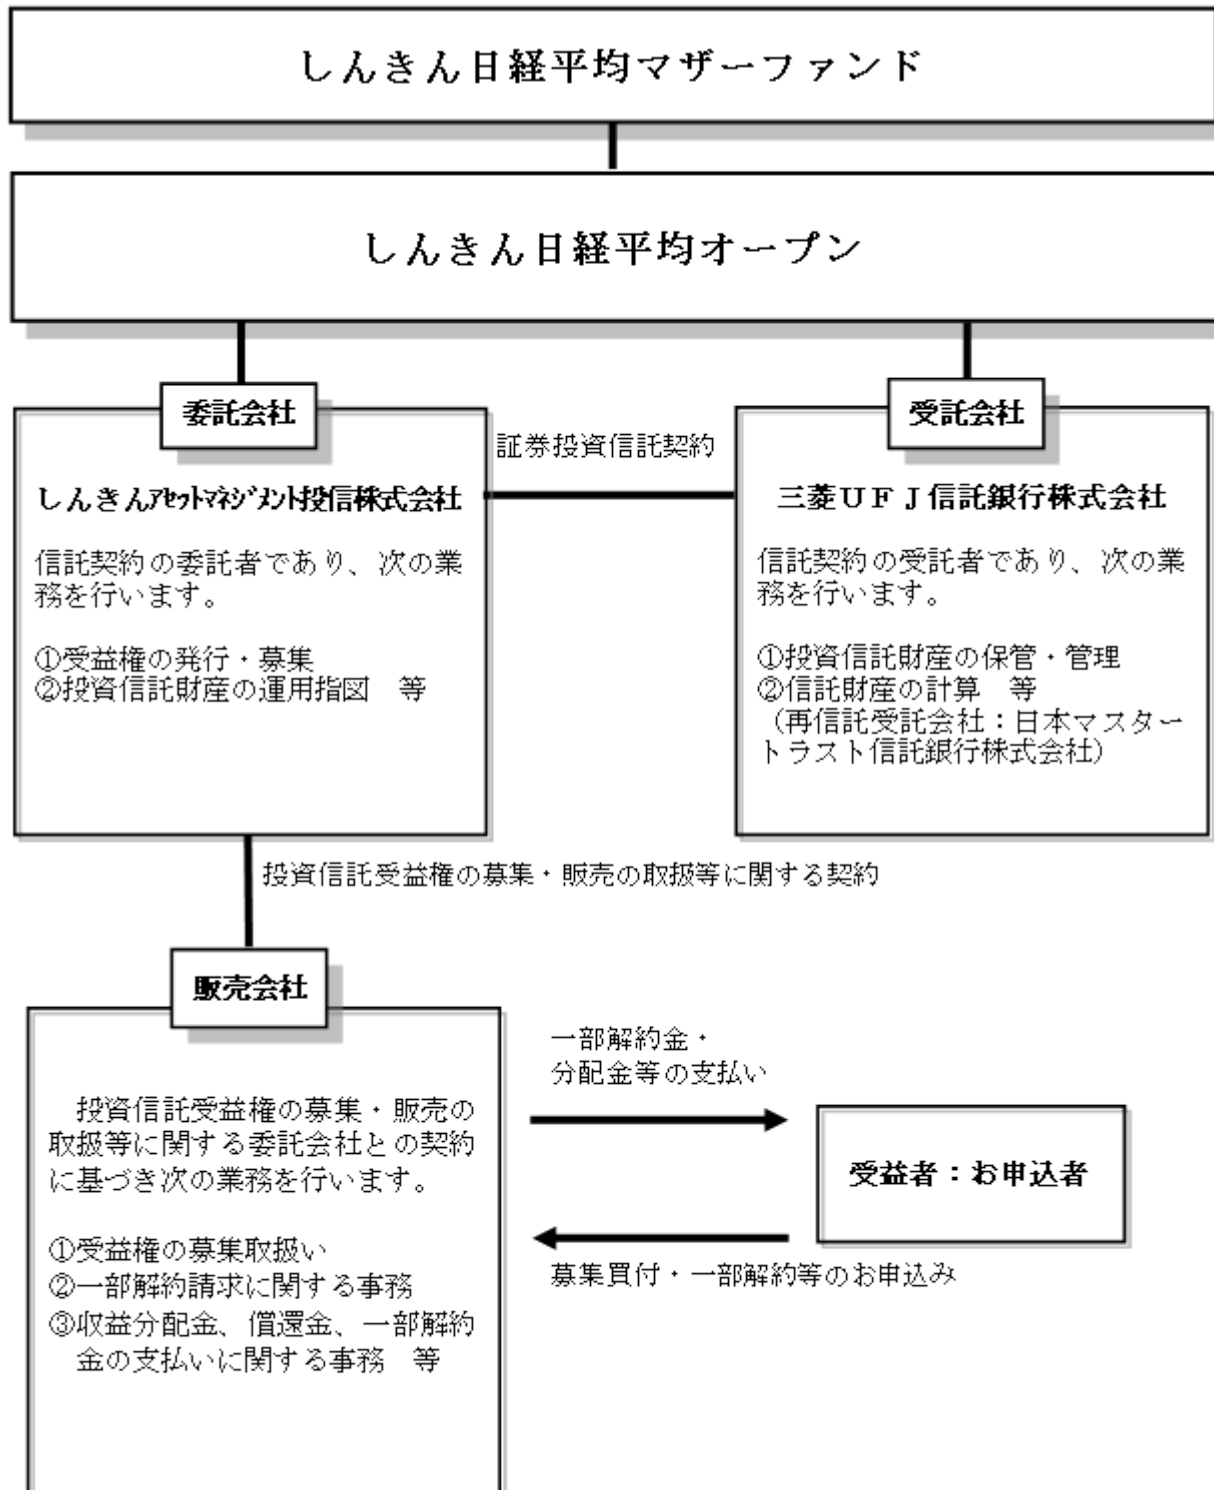 しんきん日経平均マザーファンド
しんきん日経平均オープン
委託会社
しんきんｱｾｯﾄﾏﾈｼﾞﾒﾝﾄ投信株式会社
信託契約の委託者であり、次の業
務を行います。
①受益権の発行・募集
②投資信託財産の運用指図　等
証券投資信託契約
受託会社
三菱ＵＦＪ信託銀行株式会社
信託契約の受託者であり、次の業
務を行います。
①投資信託財産の保管・管理
②信託財産の計算　等
（再信託受託会社：日本マスター
トラスト信託銀行株式会社）
投資信託受益権の募集・販売の取扱等に関する契約
販売会社
投資信託受益権の募集・販売の
取扱等に関する委託会社との契約
に基づき次の業務を行います。
①受益権の募集取扱い
②一部解約請求に関する事務
③収益分配金、償還金、一部解約
金の支払いに関する事務　等
一部解約金・
分配金等の支払い
受益者：お申込者
募集買付・一部解約等のお申込み